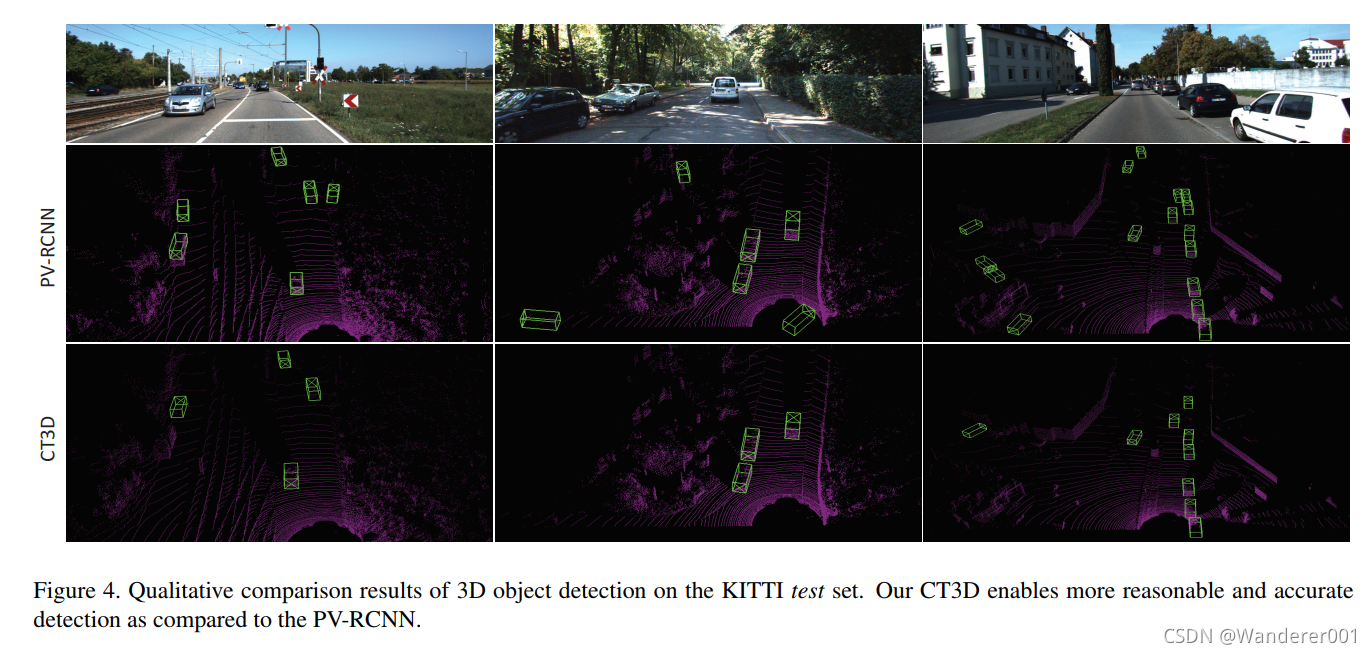 PV-RCNN
CT3D
Figure 4. Qualitative comparison results of 3D object detection on the KITTI test set. Our CT3D enables more reasonable and accurate
detection as compared to the PV-RCNN.
CSDN @Wanderer001